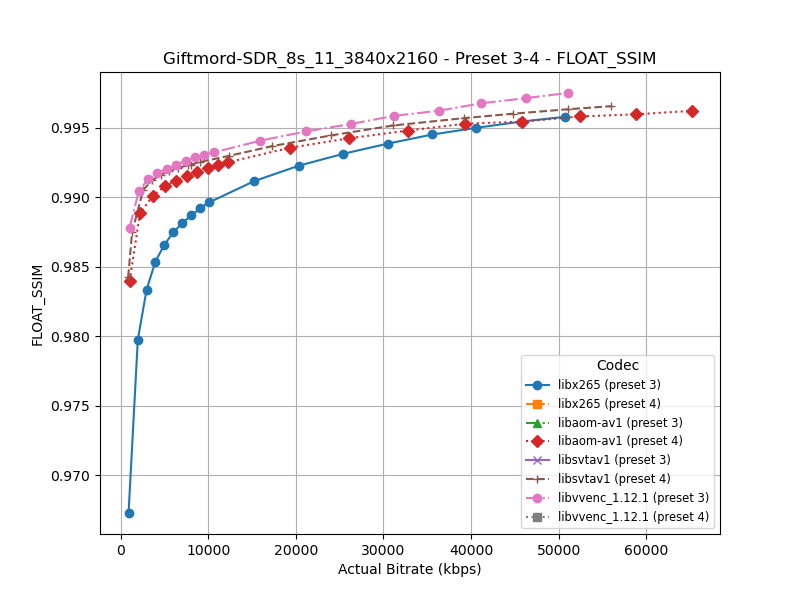 Giftmord-SDR_8s_11_3840x2160 - Preset 3-4 - FLOAT_SSIM
FLOAT_SSIM
0.995
0.990
0.985
0.980
0.975
0.970
Codec
libx265 (preset 3)
libx265 (preset 4)
libaom-av1 (preset 3)
libaom-av1 (preset 4)
libsvtav1 (preset 3)
libsvtav1 (preset 4)
libvvenc_1.12.1 (preset 3)
libvvenc_1.12.1 (preset 4)
0 10000 20000 30000 40000 50000 60000
Actual Bitrate (kbps)